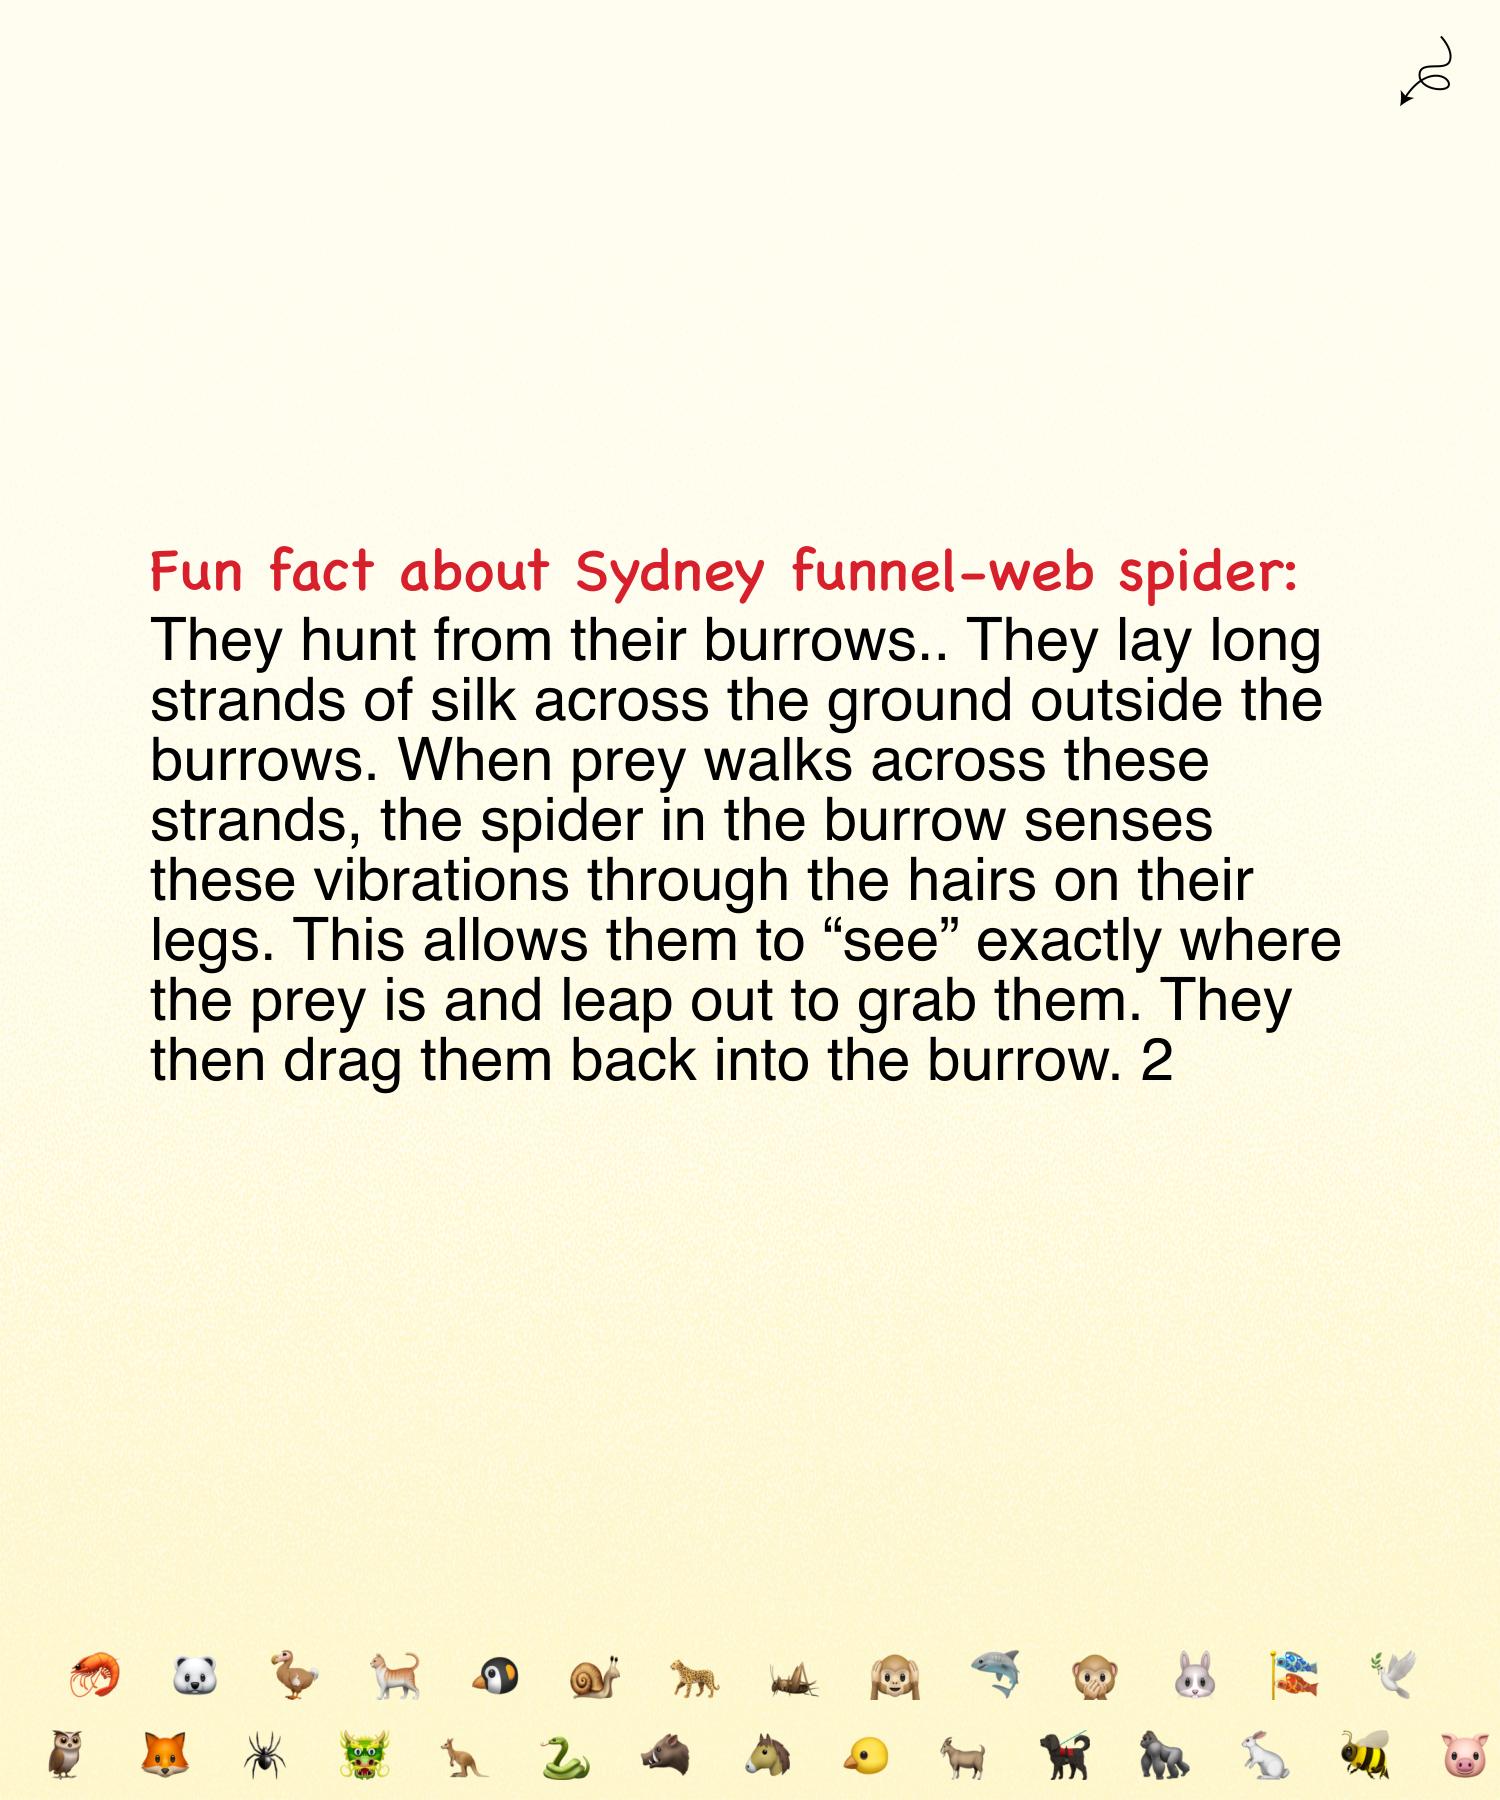 Fun fact about Sydney funnel-web spider:
They hunt from their burrows.. They lay long
strands of silk across the ground outside the
burrows. When prey walks across these
strands, the spider in the burrow senses
these vibrations through the hairs on their
legs. This allows them to “see” exactly where
the prey is and leap out to grab them. They
then drag them back into the burrow. 2